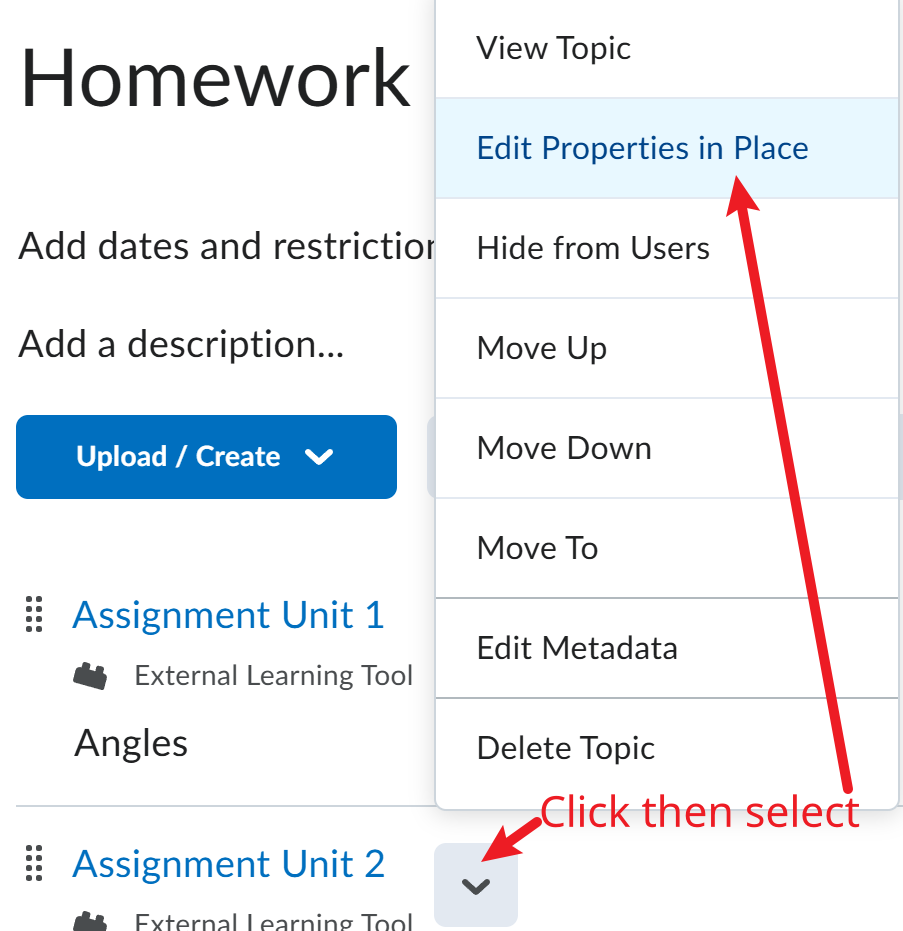 Homework
Add dates and restriction
Add a description...
Upload / Create
Assignment Unit 1
External Learning Tool
Angles
Assignment Unit 2
External Learning Tool
View Topic
Edit Properties in Place
Hide from Users
Move Up
Move Down
Move To
Edit Metadata
Delete Topic
Click then select